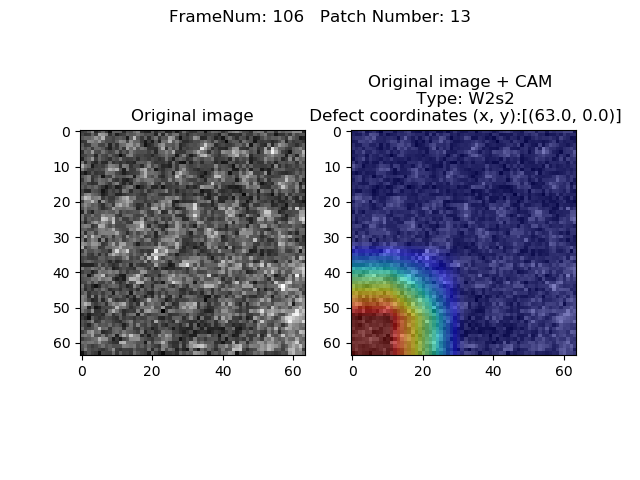 FrameNum: 106   Patch Number: 13
Original image
Original image + CAM
Type: W2s2
Defect coordinates (x, y):[(63.0, 0.0)]
0
10
20
30
40
50
60
0 20 40 60
0
10
20
30
40
50
60
0 20 40 60